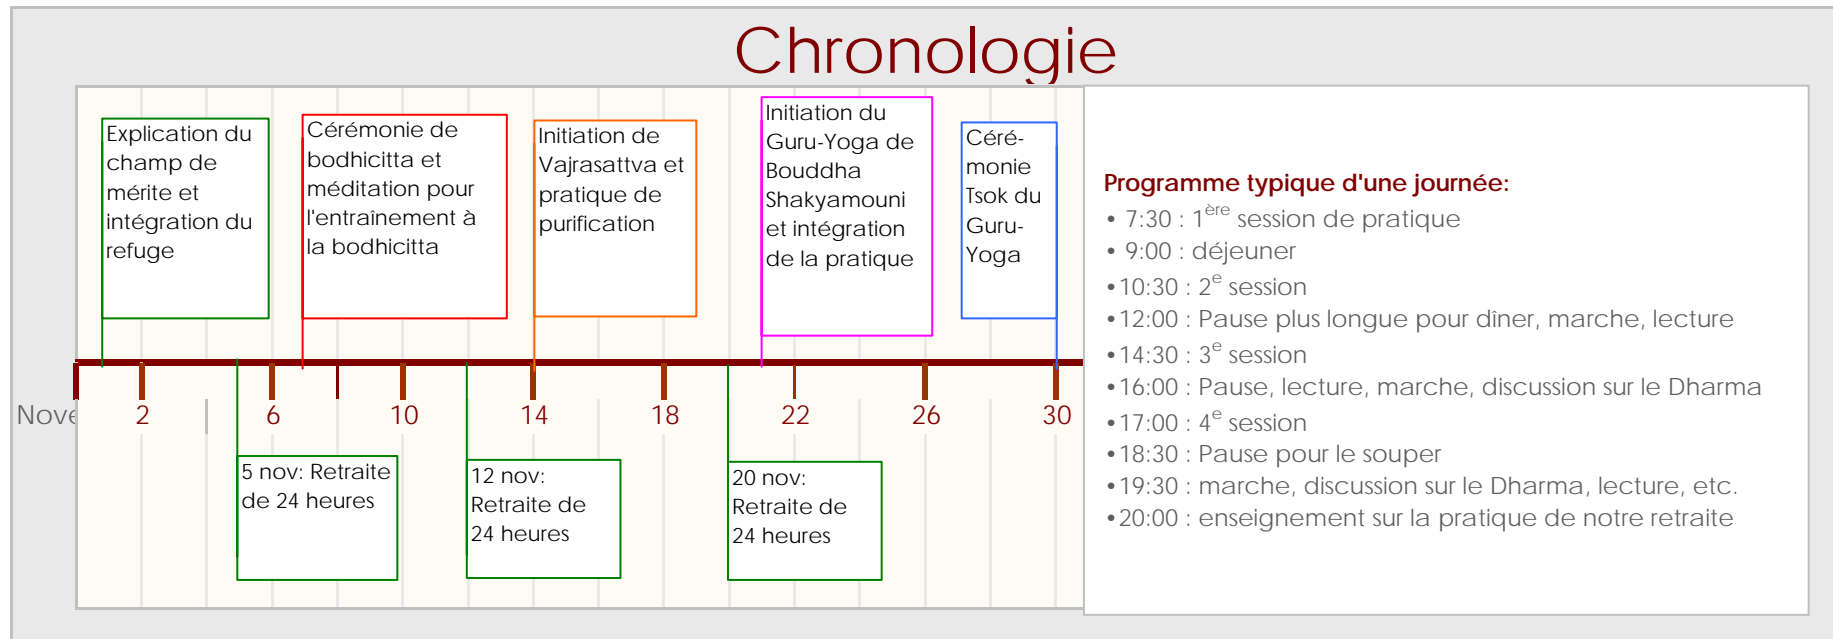 Chronologie
Explication du
champ de
mérite et
intégration du
refuge
Cérémonie de
bodhicitta et
méditation pour
l'entraînement à
la bodhicitta
Initiation de
Vajrasattva et
pratique de
purification
Initiation du
Guru-Yoga de
Bouddha
Shakyamouni
et intégration
de la pratique
Céré-
monie
Tsok du
Guru-
Yoga
Nove
2 6 10 14 18 22 26 30
5 nov: Retraite
de 24 heures
12 nov:
Retraite de
24 heures
20 nov:
Retraite de
24 heures
Programme typique d'une journée:
• 7:30 : 1ère session de pratique
• 9:00 : déjeuner
•10:30 : 2e session
•12:00 : Pause plus longue pour dîner, marche, lecture
•14:30 : 3e session
•16:00 : Pause, lecture, marche, discussion sur le Dharma
•17:00 : 4e session
•18:30 : Pause pour le souper
•19:30 : marche, discussion sur le Dharma, lecture, etc.
•20:00 : enseignement sur la pratique de notre retraite